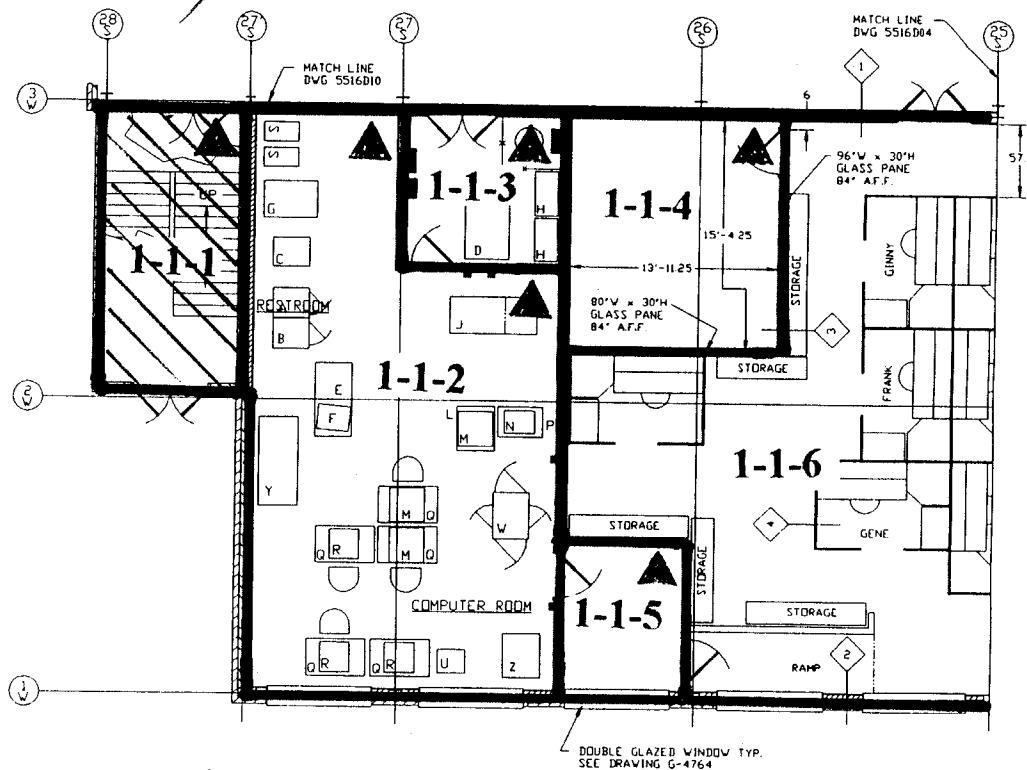 28
S
27
S
27
S
26
S
25
S
MATCH LINE
DWG 5516D04
MATCH LINE
DWG 5516D10
3
W
1
6
S
S
57
96"W x 30"H
GLASS PANE
84" A.F.F.
UP
G
1-1-3
H
H
D
1-1-4
15'-4.25
13'-11.25
STORAGE
GINNY
1-1-1
C
RESTROOM
A
B
J
80"W x 30"H
GLASS PANE
84" A.F.F.
3
STORAGE
2
W
1-1-2
E
F
L
M
N
P
FRANK
1-1-6
Y
M
Q
W
STORAGE
4
GENE
Q
R
M
Q
STORAGE
COMPUTER ROOM
1-1-5
STORAGE
Q
R
Q
R
U
Z
RAMP
2
1
W
DOUBLE GLAZED WINDOW TYP.
SEE DRAWING G-4764